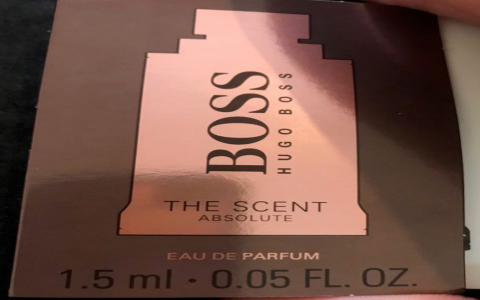 BOSS
HUGO BOSS
THE SCENT
ABSOLUTE
EAU DE PARFUM
1.5 ml • 0.05 FL. OZ.